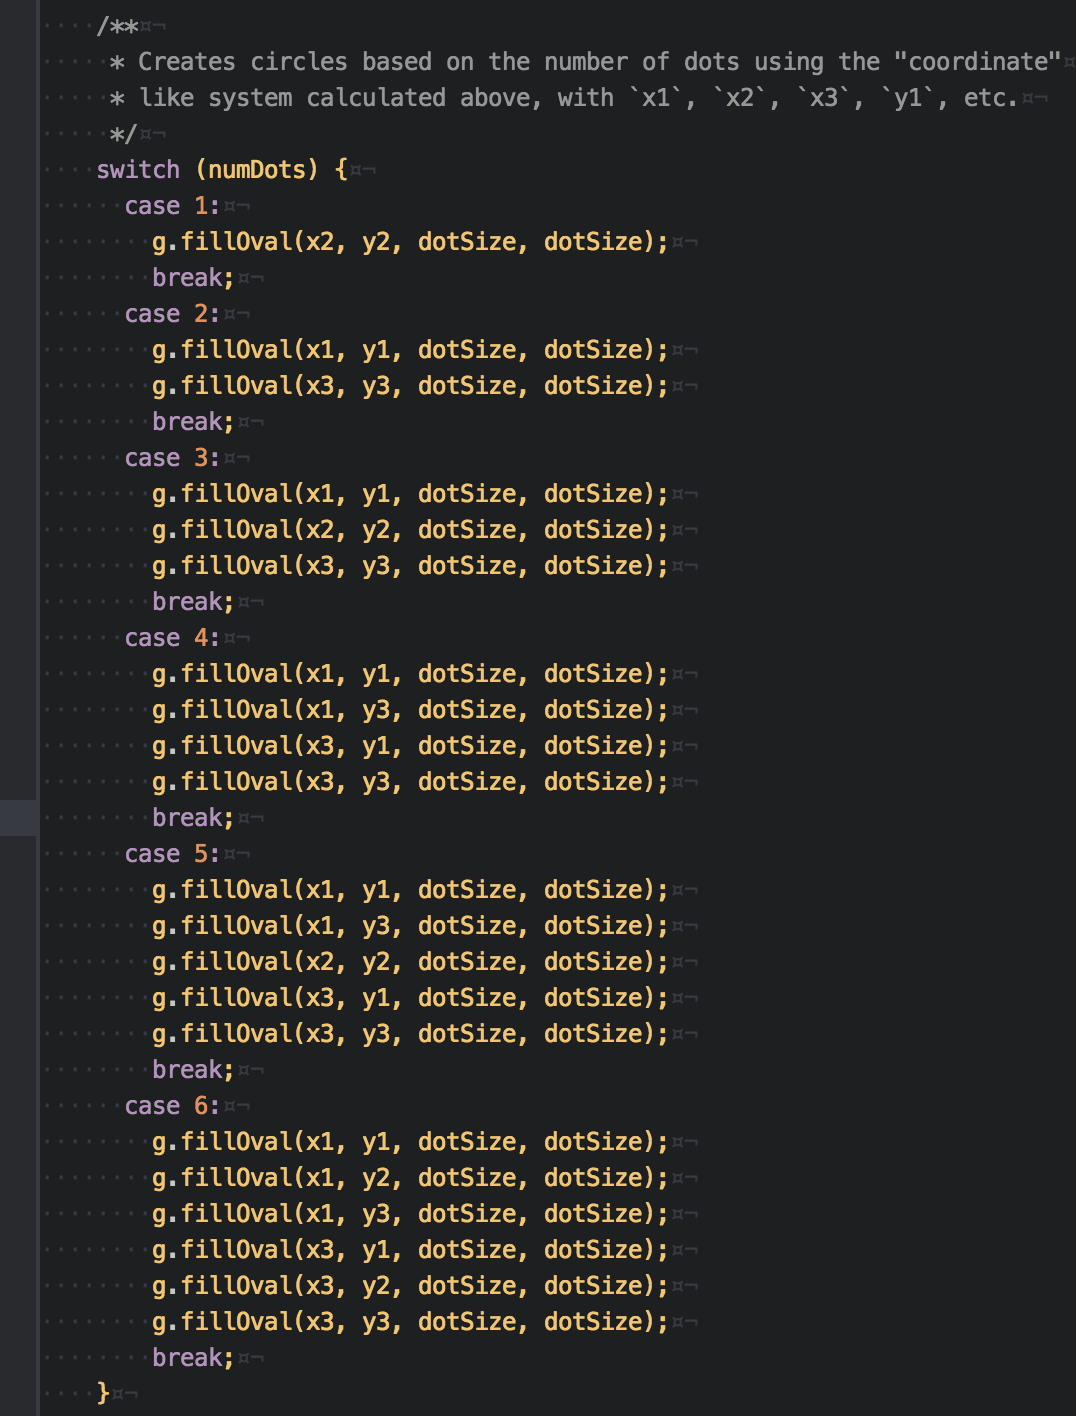 /**
* Creates circles based on the number of dots using the "coordinate"
* like system calculated above, with `x1`, `x2`, `x3`, `y1`, etc.
*/
switch (numDots) {
case 1:
g.fillOval(x2, y2, dotSize, dotSize);
break;
case 2:
g.fillOval(x1, y1, dotSize, dotSize);
g.fillOval(x3, y3, dotSize, dotSize);
break;
case 3:
g.fillOval(x1, y1, dotSize, dotSize);
g.fillOval(x2, y2, dotSize, dotSize);
g.fillOval(x3, y3, dotSize, dotSize);
break;
case 4:
g.fillOval(x1, y1, dotSize, dotSize);
g.fillOval(x1, y3, dotSize, dotSize);
g.fillOval(x3, y1, dotSize, dotSize);
g.fillOval(x3, y3, dotSize, dotSize);
break;
case 5:
g.fillOval(x1, y1, dotSize, dotSize);
g.fillOval(x1, y3, dotSize, dotSize);
g.fillOval(x2, y2, dotSize, dotSize);
g.fillOval(x3, y1, dotSize, dotSize);
g.fillOval(x3, y3, dotSize, dotSize);
break;
case 6:
g.fillOval(x1, y1, dotSize, dotSize);
g.fillOval(x1, y2, dotSize, dotSize);
g.fillOval(x1, y3, dotSize, dotSize);
g.fillOval(x3, y1, dotSize, dotSize);
g.fillOval(x3, y2, dotSize, dotSize);
g.fillOval(x3, y3, dotSize, dotSize);
break;
}